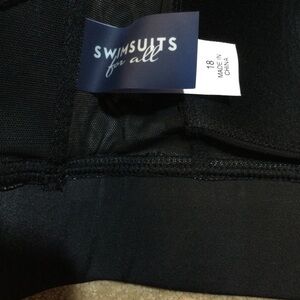 SWIMSUITS
for all
18
MADE IN
CHINA